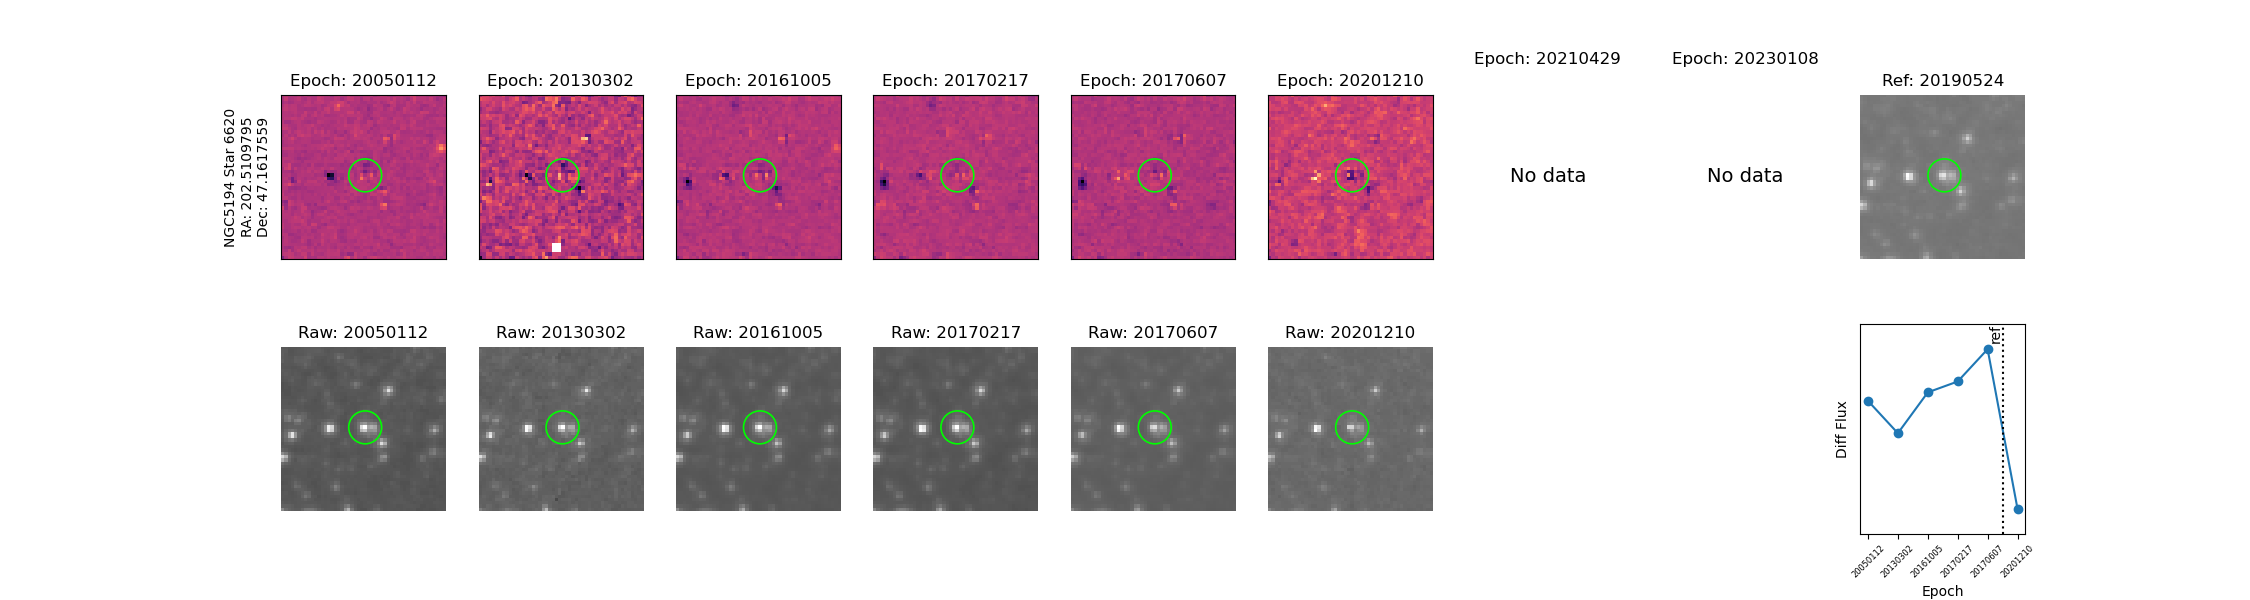 Epoch: 20210429
Epoch: 20230108
Epoch: 20050112
Epoch: 20130302
Epoch: 20161005
Epoch: 20170217
Epoch: 20170607
Epoch: 20201210
Ref: 20190524
NGC5194 Star 6620
RA: 202.5109795
Dec: 47.1617559
No data
No data
Raw: 20050112
Raw: 20130302
Raw: 20161005
Raw: 20170217
Raw: 20170607
Raw: 20201210
ref
Diff Flux
20050112
20130302
20161005
20170217
20170607
20201210
Epoch